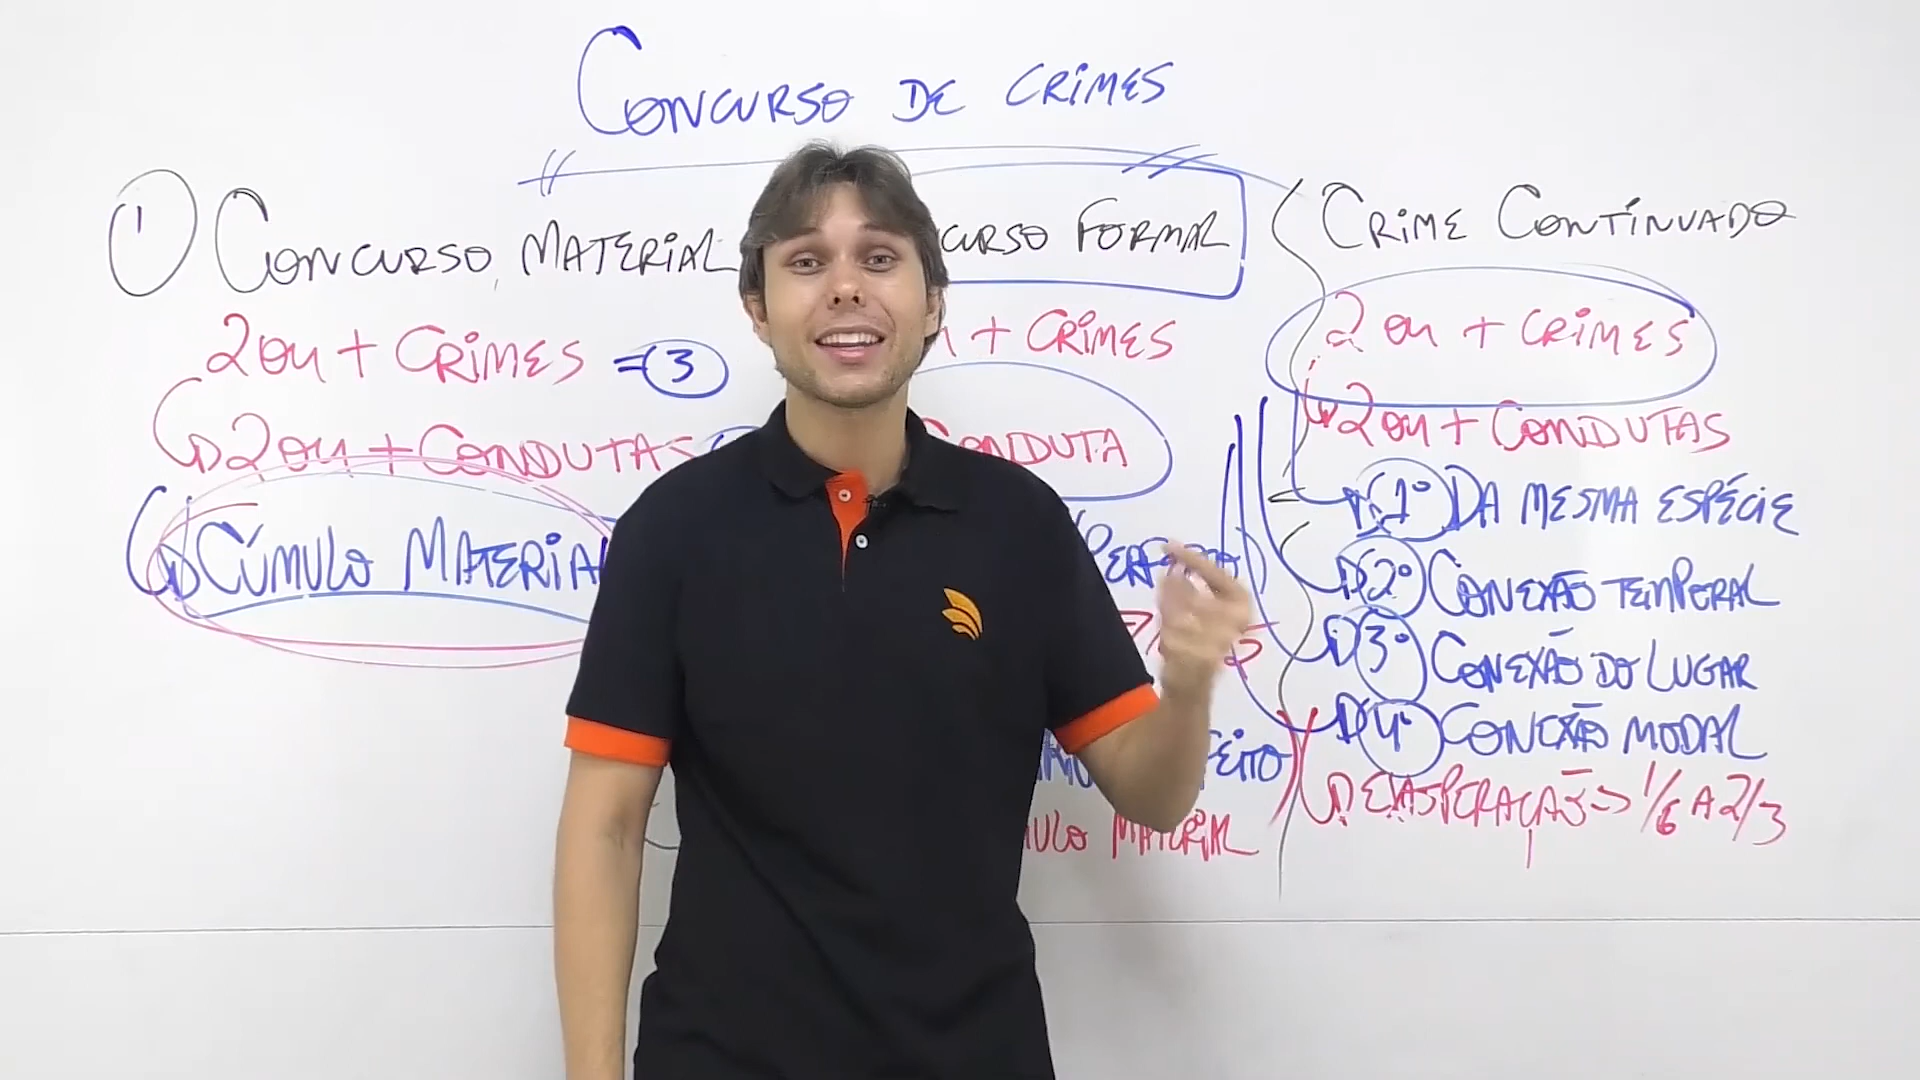 CONCURSO DE CRIMES
1 CONCURSO MATERIAL
2 OU + CRIMES = 3
2 OU + CONDUTAS
CÚMULO MATERIAL
CURSO FORMAL
+ CRIMES
CONDUTA
MATERIAL
CRIME CONTINUADO
2 OU + CRIMES
2 OU + CONDUTAS
1º DA MESMA ESPÉCIE
2º CONEXÃO TEMPORAL
3º CONEXÃO DO LUGAR
4º CONEXÃO MODAL
EXASPERAÇÃO → 1/6 A 2/3